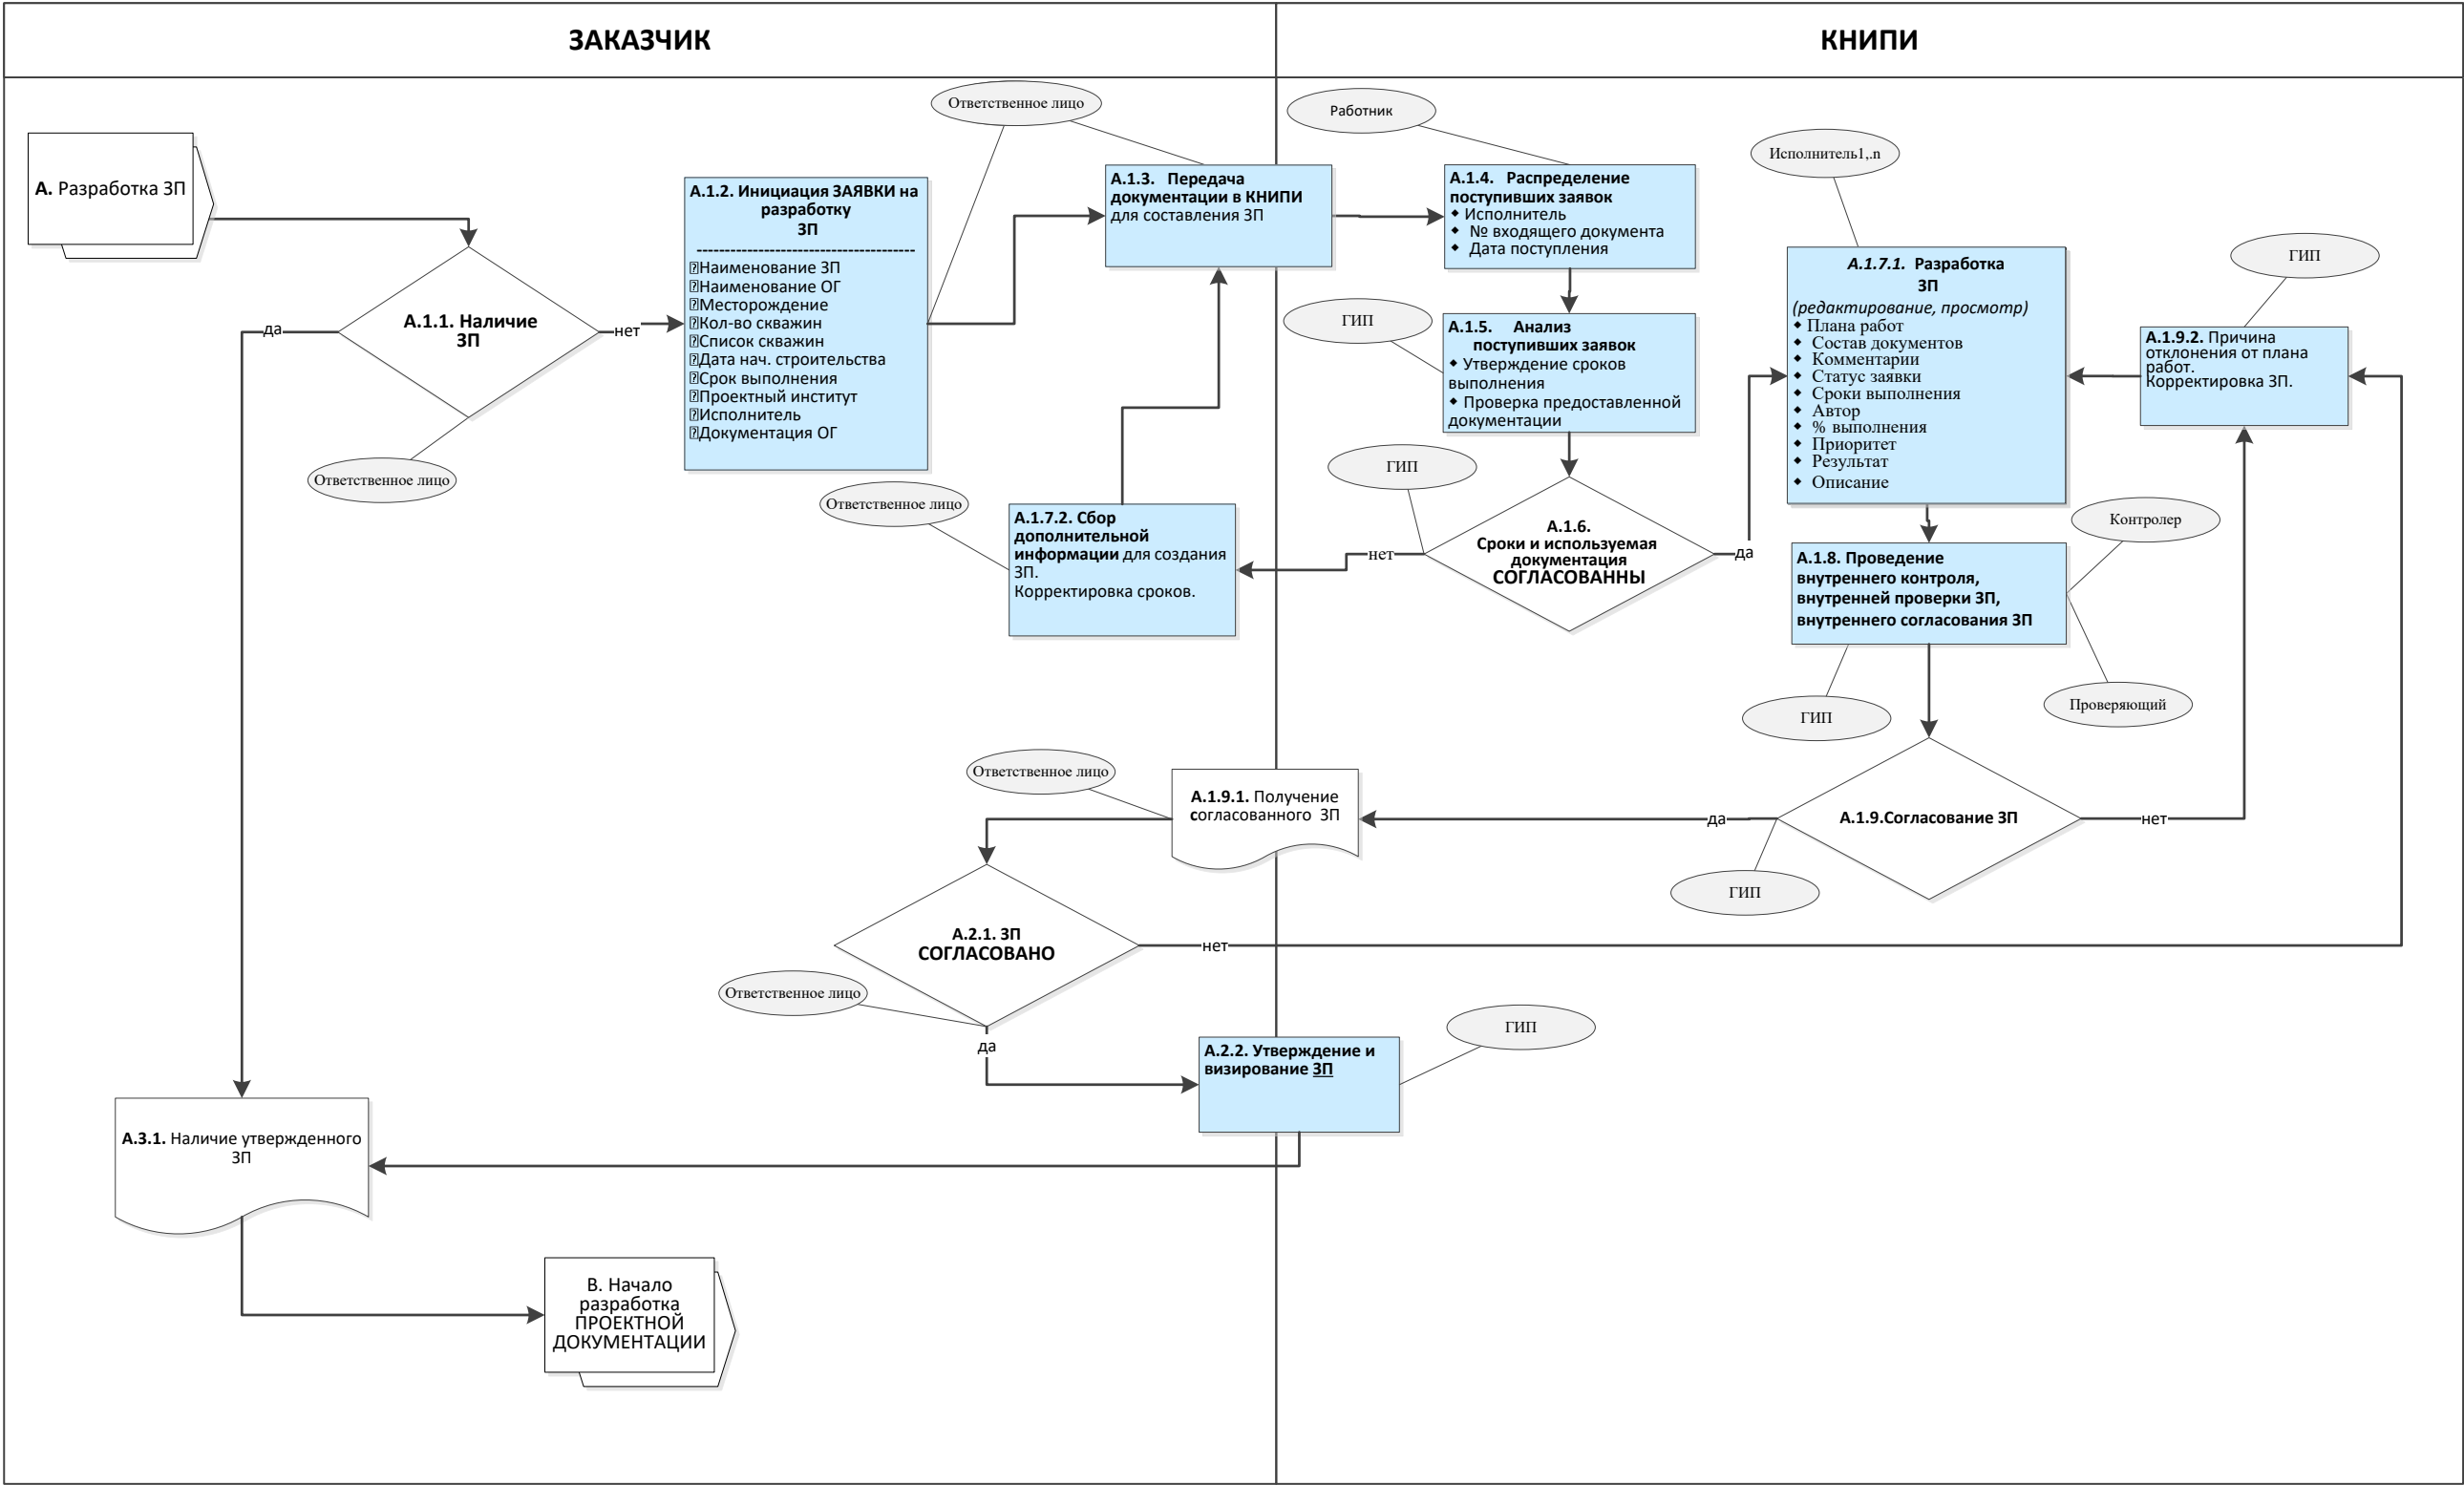 ЗАКАЗЧИК
КНИПИ
А. Разработка ЗП
А.1.1. Наличие
ЗП
да
нет
Ответственное лицо
А.1.2. Инициация ЗАЯВКИ на
разработку
ЗП
---------------------------------------
Наименование ЗП
Наименование ОГ
Месторождение
Кол-во скважин
Список скважин
Дата нач. строительства
Срок выполнения
Проектный институт
Исполнитель
Документация ОГ
Ответственное лицо
А.1.3. Передача
документации в КНИПИ
для составления ЗП
Работник
А.1.4. Распределение
поступивших заявок
◆ Исполнитель
◆ № входящего документа
◆ Дата поступления
ГИП
А.1.5. Анализ
поступивших заявок
◆ Утверждение сроков
выполнения
◆ Проверка предоставленной
документации
ГИП
А.1.6.
Сроки и используемая
документация
СОГЛАСОВАННЫ
нет
да
Ответственное лицо
А.1.7.2. Сбор
дополнительной
информации для создания
ЗП.
Корректировка сроков.
Исполнитель1,.n
А.1.7.1. Разработка
ЗП
(редактирование, просмотр)
◆ Плана работ
◆ Состав документов
◆ Комментарии
◆ Статус заявки
◆ Сроки выполнения
◆ Автор
◆ % выполнения
◆ Приоритет
◆ Результат
◆ Описание
ГИП
А.1.9.2. Причина
отклонения от плана
работ.
Корректировка ЗП.
Контролер
А.1.8. Проведение
внутреннего контроля,
внутренней проверки ЗП,
внутреннего согласования ЗП
ГИП
Проверяющий
А.1.9.Согласование ЗП
да
нет
ГИП
Ответственное лицо
А.1.9.1. Получение
согласованного ЗП
А.2.1. ЗП
СОГЛАСОВАНО
нет
Ответственное лицо
да
ГИП
А.2.2. Утверждение и
визирование ЗП
А.3.1. Наличие утвержденного
ЗП
В. Начало
разработка
ПРОЕКТНОЙ
ДОКУМЕНТАЦИИ